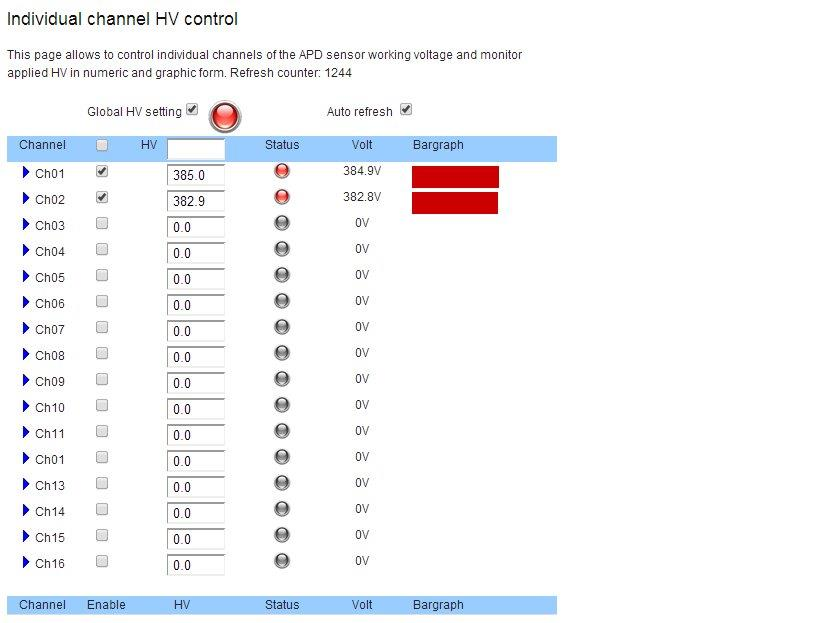 Individual channel HV control
This page allows to control individual channels of the APD sensor working voltage and monitor
applied HV in numeric and graphic form. Refresh counter: 1244
Global HV setting Auto refresh
Channel HV Status Volt Bargraph
Ch01 385.0 384.9V
Ch02 382.9 382.8V
Ch03 0.0 0V
Ch04 0.0 0V
Ch05 0.0 0V
Ch06 0.0 0V
Ch07 0.0 0V
Ch08 0.0 0V
Ch09 0.0 0V
Ch10 0.0 0V
Ch11 0.0 0V
Ch01 0.0 0V
Ch13 0.0 0V
Ch14 0.0 0V
Ch15 0.0 0V
Ch16 0.0 0V
Channel Enable HV Status Volt Bargraph